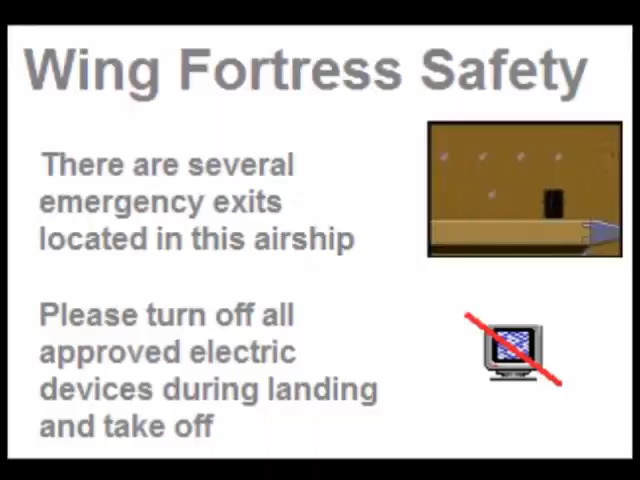 Wing Fortress Safety
There are several
emergency exits
located in this airship
Please turn off all
approved electric
devices during landing
and take off